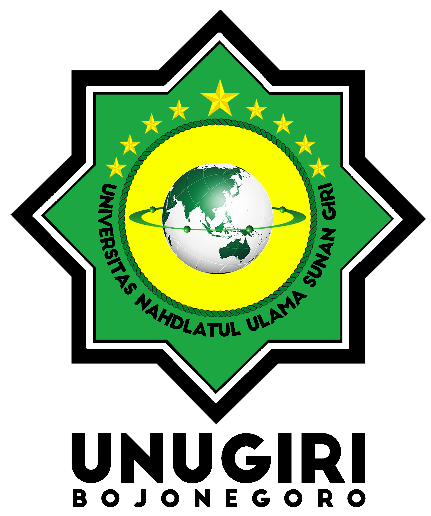 UNIVERSITAS NAHDLATUL ULAMA SUNAN GIRI
UNUGIRI
BOJONEGORO